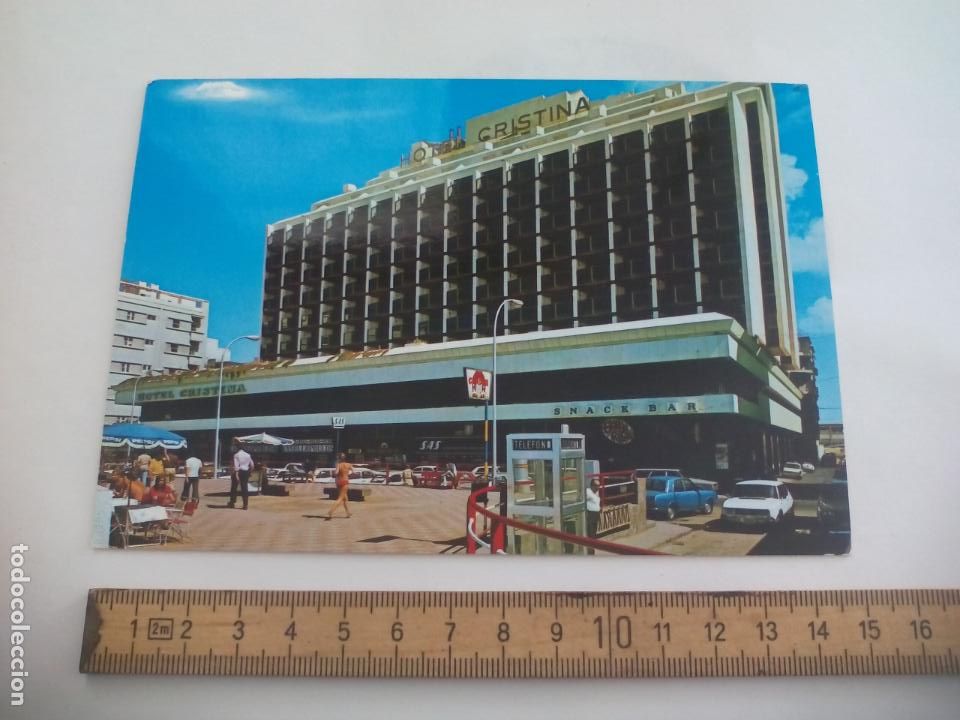 HOTEL CRISTINA
HOTEL CRISTINA
SNACK BAR
SAS
SAS
TELEFONO
1 2m 2 3 4 5 6 7 8 9 10 11 12 13 14 15 16
todocoleccion